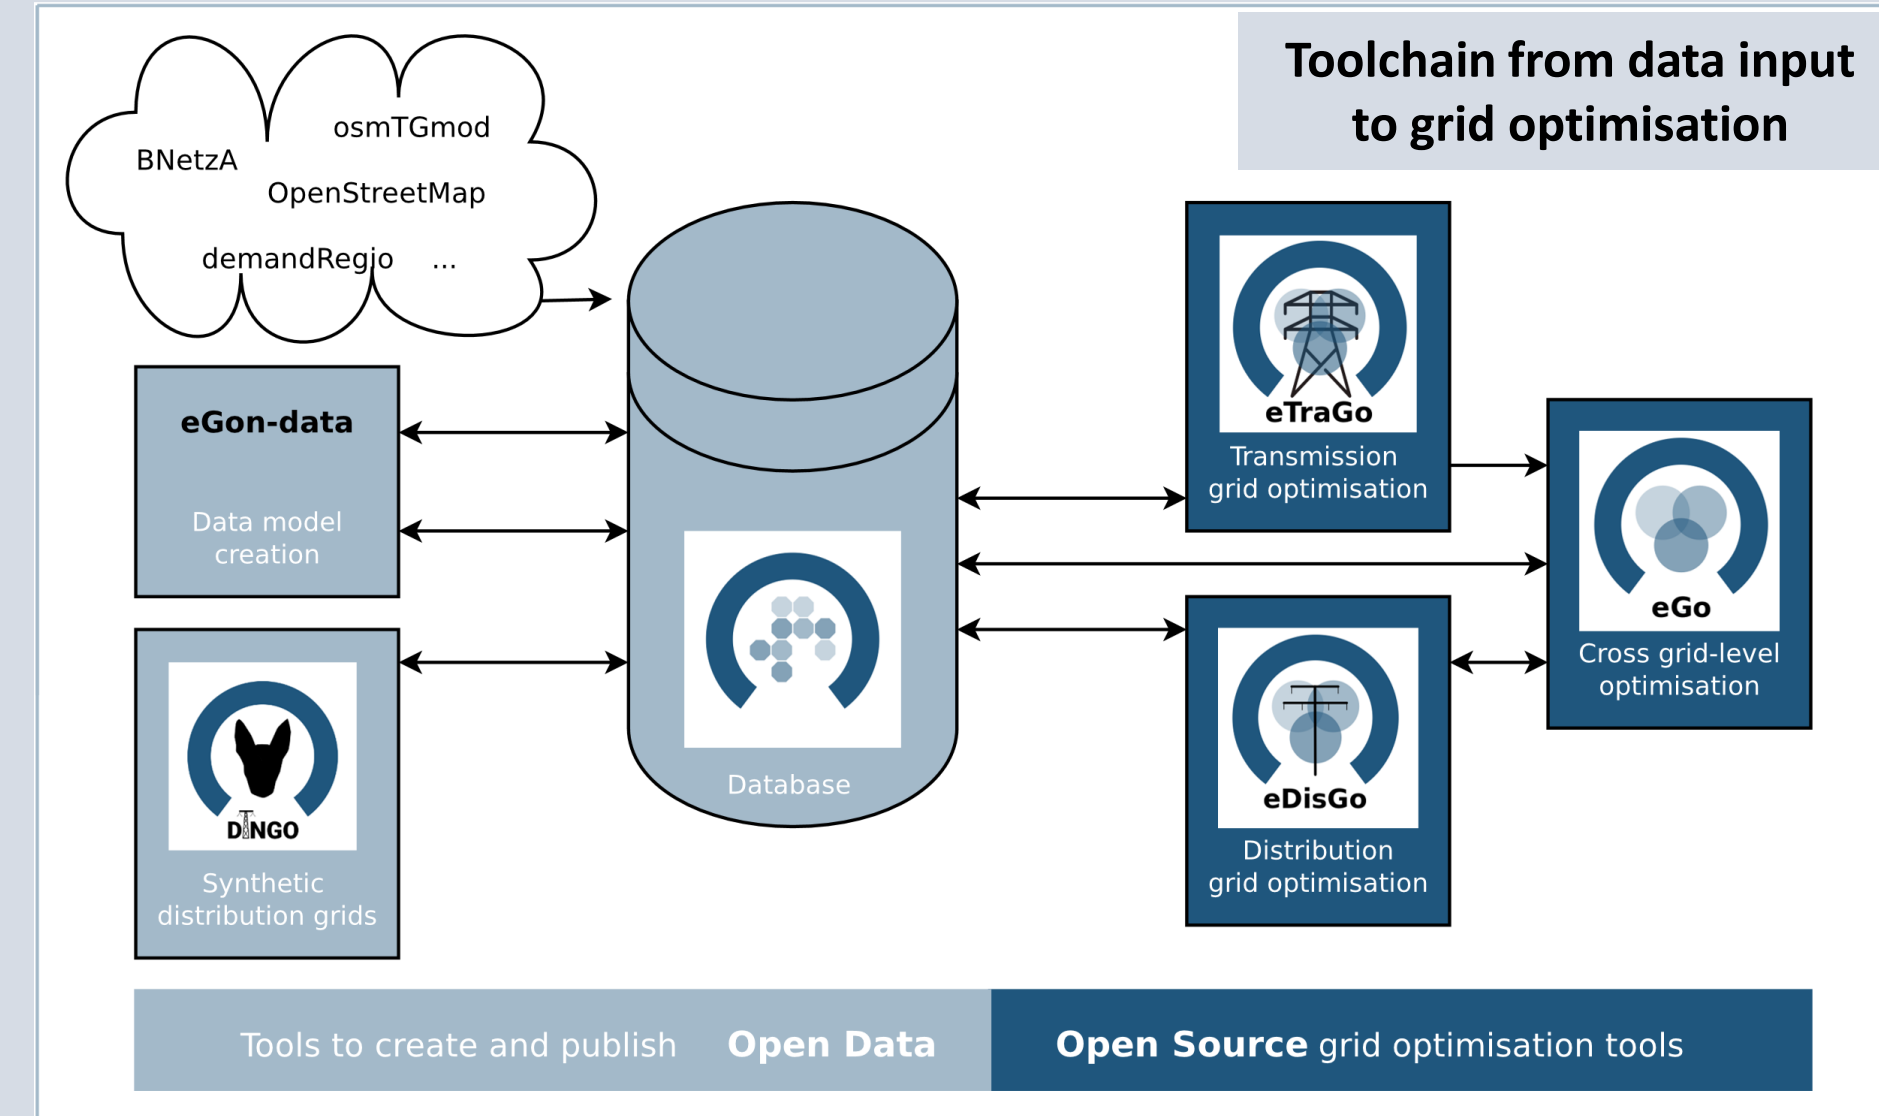 Toolchain from data input
to grid optimisation
osmTGmod
BNetzA
OpenStreetMap
demandRegio ...
eGon-data
Data model
creation
DINGO
Synthetic
distribution grids
Database
eTraGo
Transmission
grid optimisation
eGo
Cross grid-level
optimisation
eDisGo
Distribution
grid optimisation
Tools to create and publish Open Data
Open Source grid optimisation tools